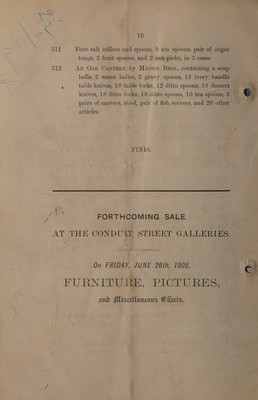 16
311 Four salt cellars and spoons, 9 tea spoons, pair of sugar
tongs, 2 fruit spoons, and 2 nut picks, in 3 cases
312 AN OAK CANTEEN, by MAPPIN BROS., containing a soup
ladle, 2 sauce ladles, 2 gravy spoons, 18 ivory handle
table knives, 18 table forks, 12 ditto spoons, 18 dessert
knives, 18 ditto forks, 18 ditto spoons, 10 tea spoons, 3
pairs of carvers, steel, pair of fish servers, and 20 other
articles
FINIS.
FORTHCOMING SALE
AT THE CONDUIT STREET GALLERIES.
On FRIDAY, JUNE 26th, 1908,
FURNITURE, PICTURES,
and Miscellaneous Effects.